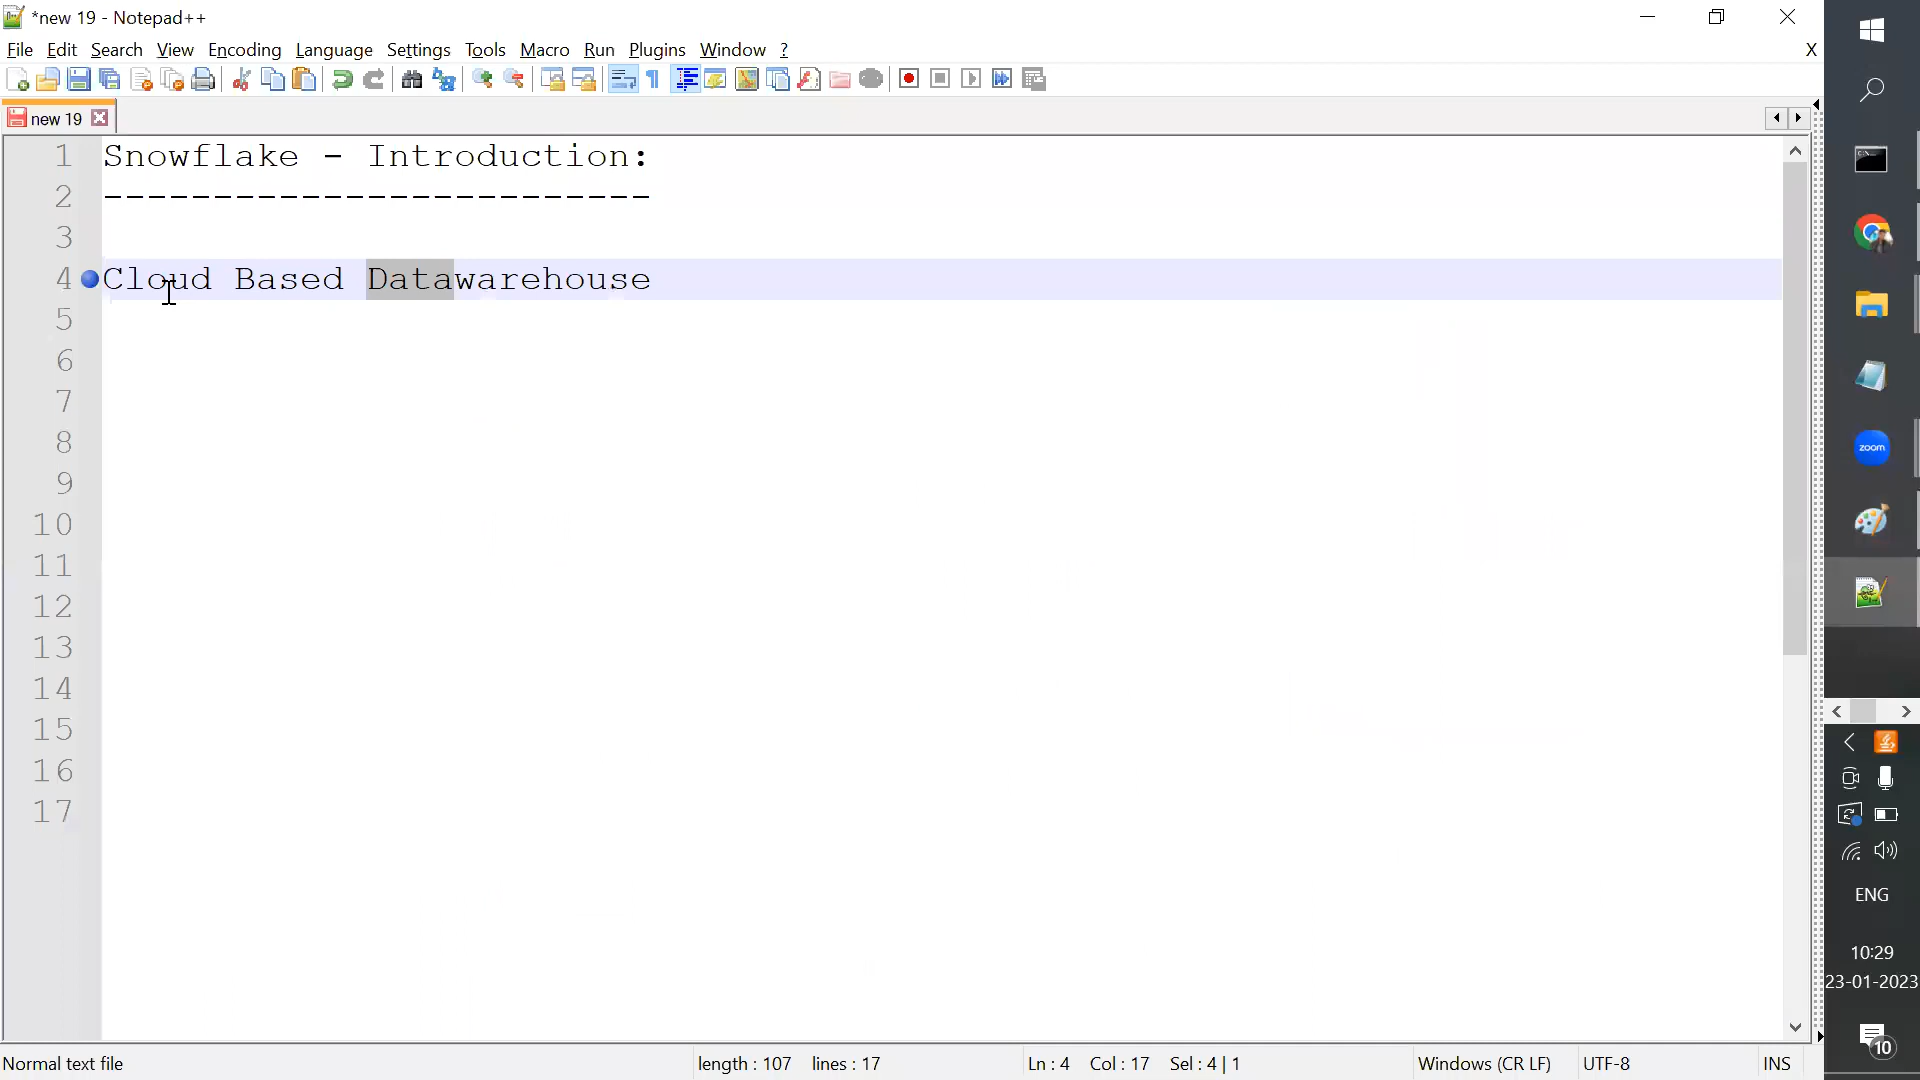 *new 19 - Notepad++
File Edit Search View Encoding Language Settings Tools Macro Run Plugins Window ? X
new 19
1 Snowflake - Introduction:
2 -------------------------
3
4 Cloud Based Datawarehouse
5
6
7
8
9
10
11
12
13
14
15
16
17
zoom
ENG
10:29
23-01-2023
10
Normal text file length : 107 lines : 17 Ln : 4 Col : 17 Sel : 4 | 1 Windows (CR LF) UTF-8 INS